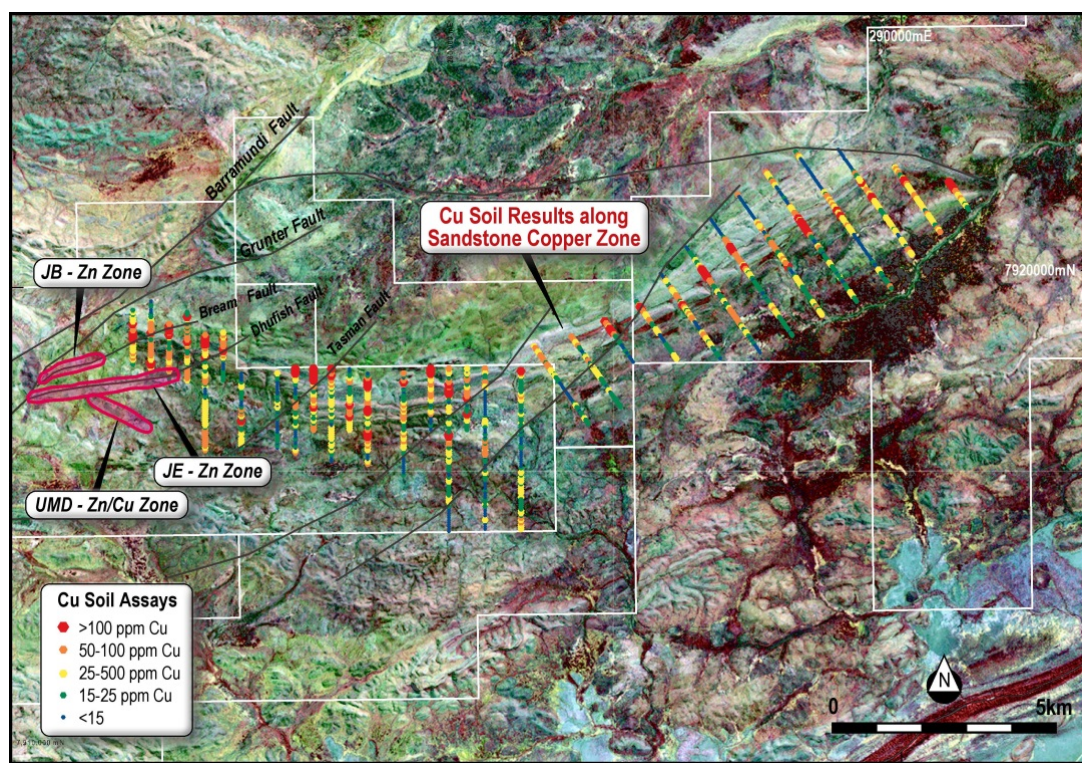 290000mE
Barramundi Fault
Cu Soil Results along
Sandstone Copper Zone
Grunter Fault
JB - Zn Zone
7920000mN
Bream Fault
Dhufish Fault
Tasman Fault
JE - Zn Zone
UMD - Zn/Cu Zone
Cu Soil Assays
>100 ppm Cu
50-100 ppm Cu
25-500 ppm Cu
15-25 ppm Cu
<15
N
0 5km